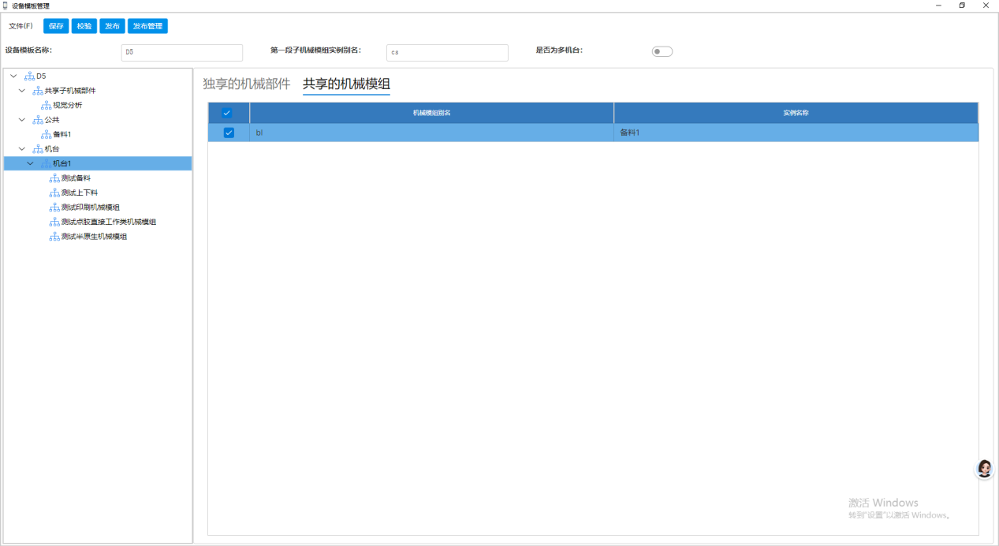 设备模板管理
文件(F) 保存 校验 发布 发布管理
设备模板名称： D5 第一段子机械模组实例别名： cs 是否为多机台：
D5
共享子机械部件
视觉分析
公共
备料1
机台
机台1
测试备料
测试上下料
测试印刷机械模组
测试点胶直接工作类机械模组
测试半原生机械模组
独享的机械部件 共享的机械模组
机械模组别名 实例名称
bl 备料1
激活 Windows
转到"设置"以激活 Windows。